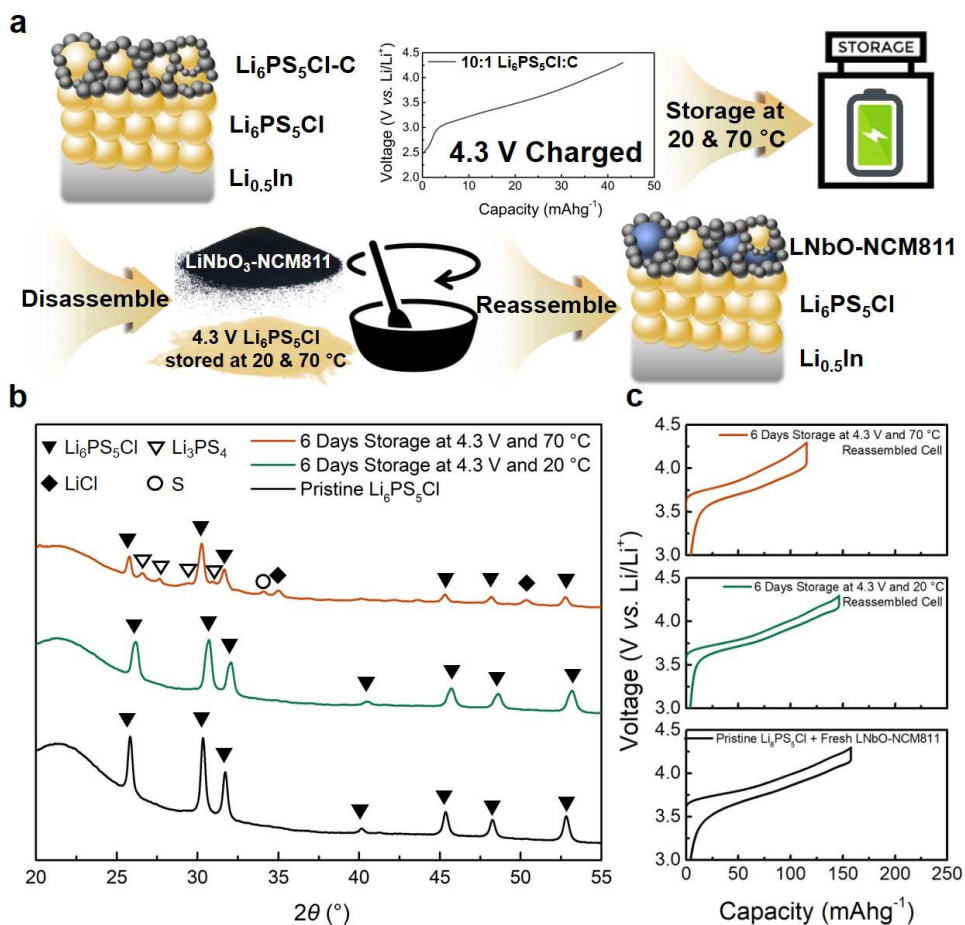 a
Li₆PS₅Cl-C
Li₆PS₅Cl
Li₀.₅In
Voltage (V vs. Li/Li⁺)
4.5
4.0
3.5
3.0
2.5
2.0
10:1 Li₆PS₅Cl:C
4.3 V Charged
0 10 20 30 40 50
Capacity (mAhg⁻¹)
Storage at
20 & 70 °C
STORAGE
Disassemble
LiNbO₃-NCM811
4.3 V Li₆PS₅Cl
stored at 20 & 70 °C
Reassemble
LNbO-NCM811
Li₆PS₅Cl
Li₀.₅In
b
Li₆PS₅Cl
Li₃PS₄
LiCl
S
6 Days Storage at 4.3 V and 70 °C
6 Days Storage at 4.3 V and 20 °C
Pristine Li₆PS₅Cl
20 25 30 35 40 45 50 55
2θ (°)
c
Voltage (V vs. Li/Li⁺)
4.5
4.0
3.5
3.0
6 Days Storage at 4.3 V and 70 °C
Reassembled Cell
4.5
4.0
3.5
3.0
6 Days Storage at 4.3 V and 20 °C
Reassembled Cell
4.5
4.0
3.5
3.0
Pristine Li₆PS₅Cl + Fresh LNbO-NCM811
0 50 100 150 200 250
Capacity (mAhg⁻¹)